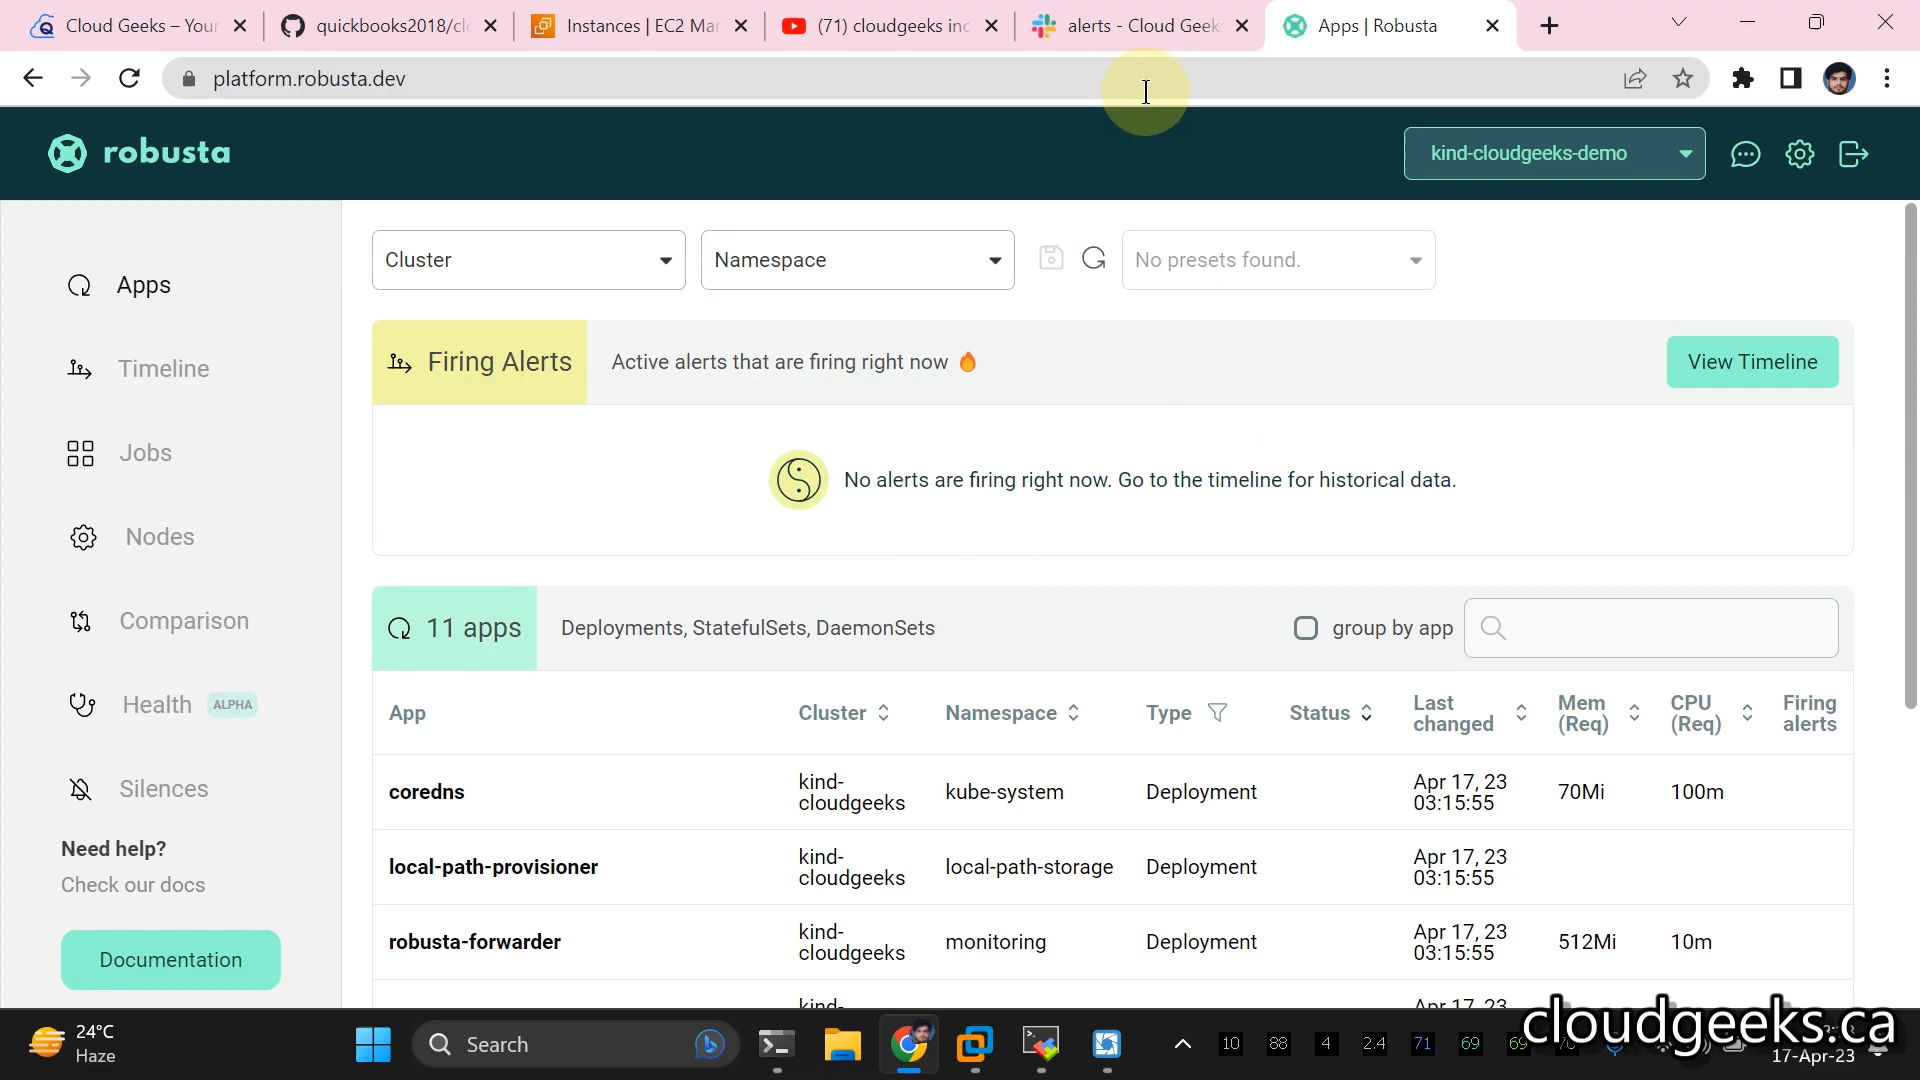 Cloud Geeks – Your
quickbooks2018/clo
Instances | EC2 Mar
(71) cloudgeeks inc
alerts - Cloud Geeks
Apps | Robusta
platform.robusta.dev
robusta
kind-cloudgeeks-demo
Apps
Timeline
Jobs
Nodes
Comparison
Health ALPHA
Silences
Need help?
Check our docs
Documentation
Cluster
Namespace
No presets found.
Firing Alerts
Active alerts that are firing right now
View Timeline
No alerts are firing right now. Go to the timeline for historical data.
11 apps
Deployments, StatefulSets, DaemonSets
group by app
App
Cluster
Namespace
Type
Status
Last
changed
Mem
(Req)
CPU
(Req)
Firing
alerts
coredns
kind-
cloudgeeks
kube-system
Deployment
Apr 17, 23
03:15:55
70Mi
100m
local-path-provisioner
kind-
cloudgeeks
local-path-storage
Deployment
Apr 17, 23
03:15:55
robusta-forwarder
kind-
cloudgeeks
monitoring
Deployment
Apr 17, 23
03:15:55
512Mi
10m
kind-
Apr 17, 23
24°C
Haze
Search
10
88
4
2.4
71
69
69
cloudgeeks.ca
17-Apr-23